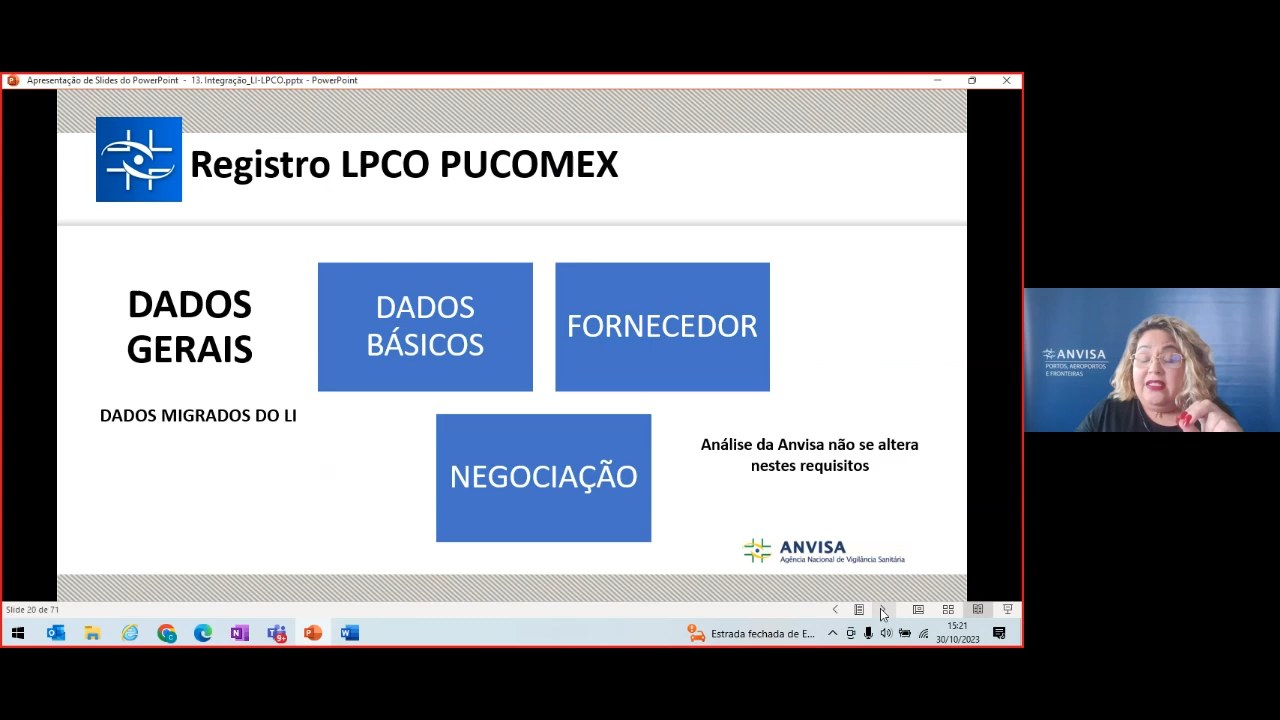 Apresentação de Slides do PowerPoint - 13. Integração_LI-LPCO.pptx - PowerPoint
Registro LPCO PUCOMEX
DADOS
GERAIS
DADOS MIGRADOS DO LI
DADOS
BÁSICOS
FORNECEDOR
NEGOCIAÇÃO
Análise da Anvisa não se altera
nestes requisitos
ANVISA
Agência Nacional de Vigilância Sanitária
ANVISA
PORTOS, AEROPORTOS
E FRONTEIRAS
Slide 20 de 71
9+
Estrada fechada de E...
15:21
30/10/2023